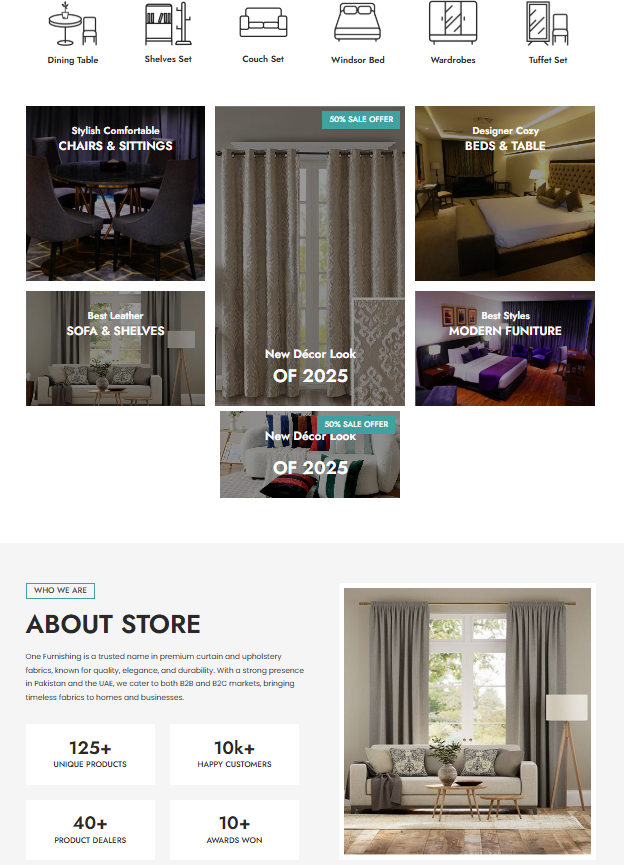 Dining Table
Shelves Set
Couch Set
Windsor Bed
Wardrobes
Tuffet Set
Stylish Comfortable
CHAIRS & SITTINGS
50% SALE OFFER
New Décor Look
OF 2025
Designer Cozy
BEDS & TABLE
Best Leather
SOFA & SHELVES
Best Styles
MODERN FUNITURE
50% SALE OFFER
New Décor Look
OF 2025
WHO WE ARE
ABOUT STORE
One Furnishing is a trusted name in premium curtain and upholstery
fabrics, known for quality, elegance, and durability. With a strong presence
in Pakistan and the UAE, we cater to both B2B and B2C markets, bringing
timeless fabrics to homes and businesses.
125+
UNIQUE PRODUCTS
10k+
HAPPY CUSTOMERS
40+
PRODUCT DEALERS
10+
AWARDS WON